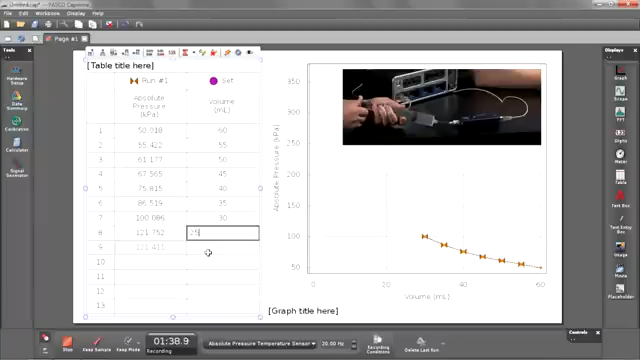 Untitled.cap* - PASCO Capstone
File Edit Workbook Display Journal Help
Page #1
Tools
Hardware Setup
Data Summary
Calibration
Calculator
Signal Generator
[Table title here]
Run #1 Set
Absolute Pressure (kPa) Volume (mL)
1 50.018 60
2 55.422 55
3 61.177 50
4 67.565 45
5 75.815 40
6 86.519 35
7 100.086 30
8 121.752 25
9 121.411
10
11
12
13
Absolute Pressure (kPa)
350
300
250
200
150
100
50
0 10 20 30 40 50 60
Volume (mL)
[Graph title here]
Displays
Graph
Scope
FFT
Digits
Meter
Table
Text Box
Placeholder
Controls
Stop
Keep Sample
Keep Mode
01:38.9
Recording
Absolute Pressure Temperature Sensor
20.00 Hz
Recording Conditions
Delete Last Run